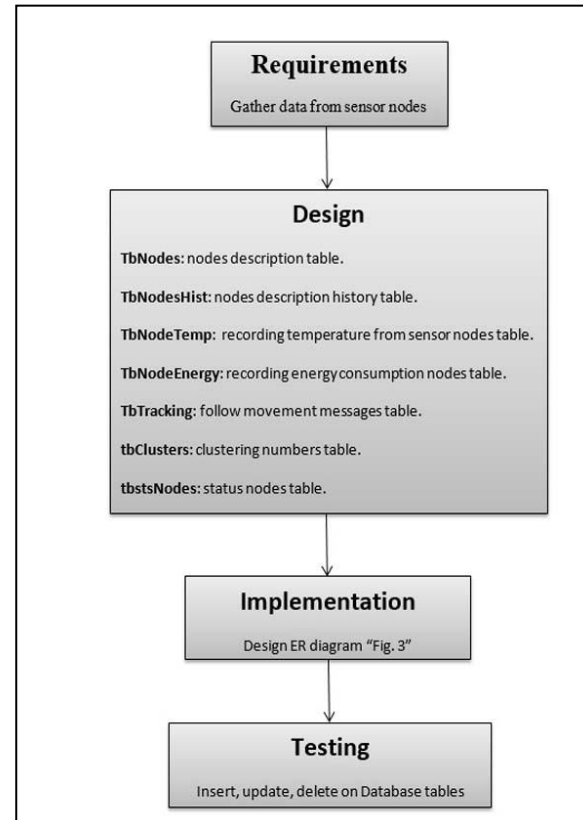 Requirements
Gather data from sensor nodes
Design
TbNodes: nodes description table.
TbNodesHist: nodes description history table.
TbNodeTemp: recording temperature from sensor nodes table.
TbNodeEnergy: recording energy consumption nodes table.
TbTracking: follow movement messages table.
tbClusters: clustering numbers table.
tbstsNodes: status nodes table.
Implementation
Design ER diagram “Fig. 3”
Testing
Insert, update, delete on Database tables